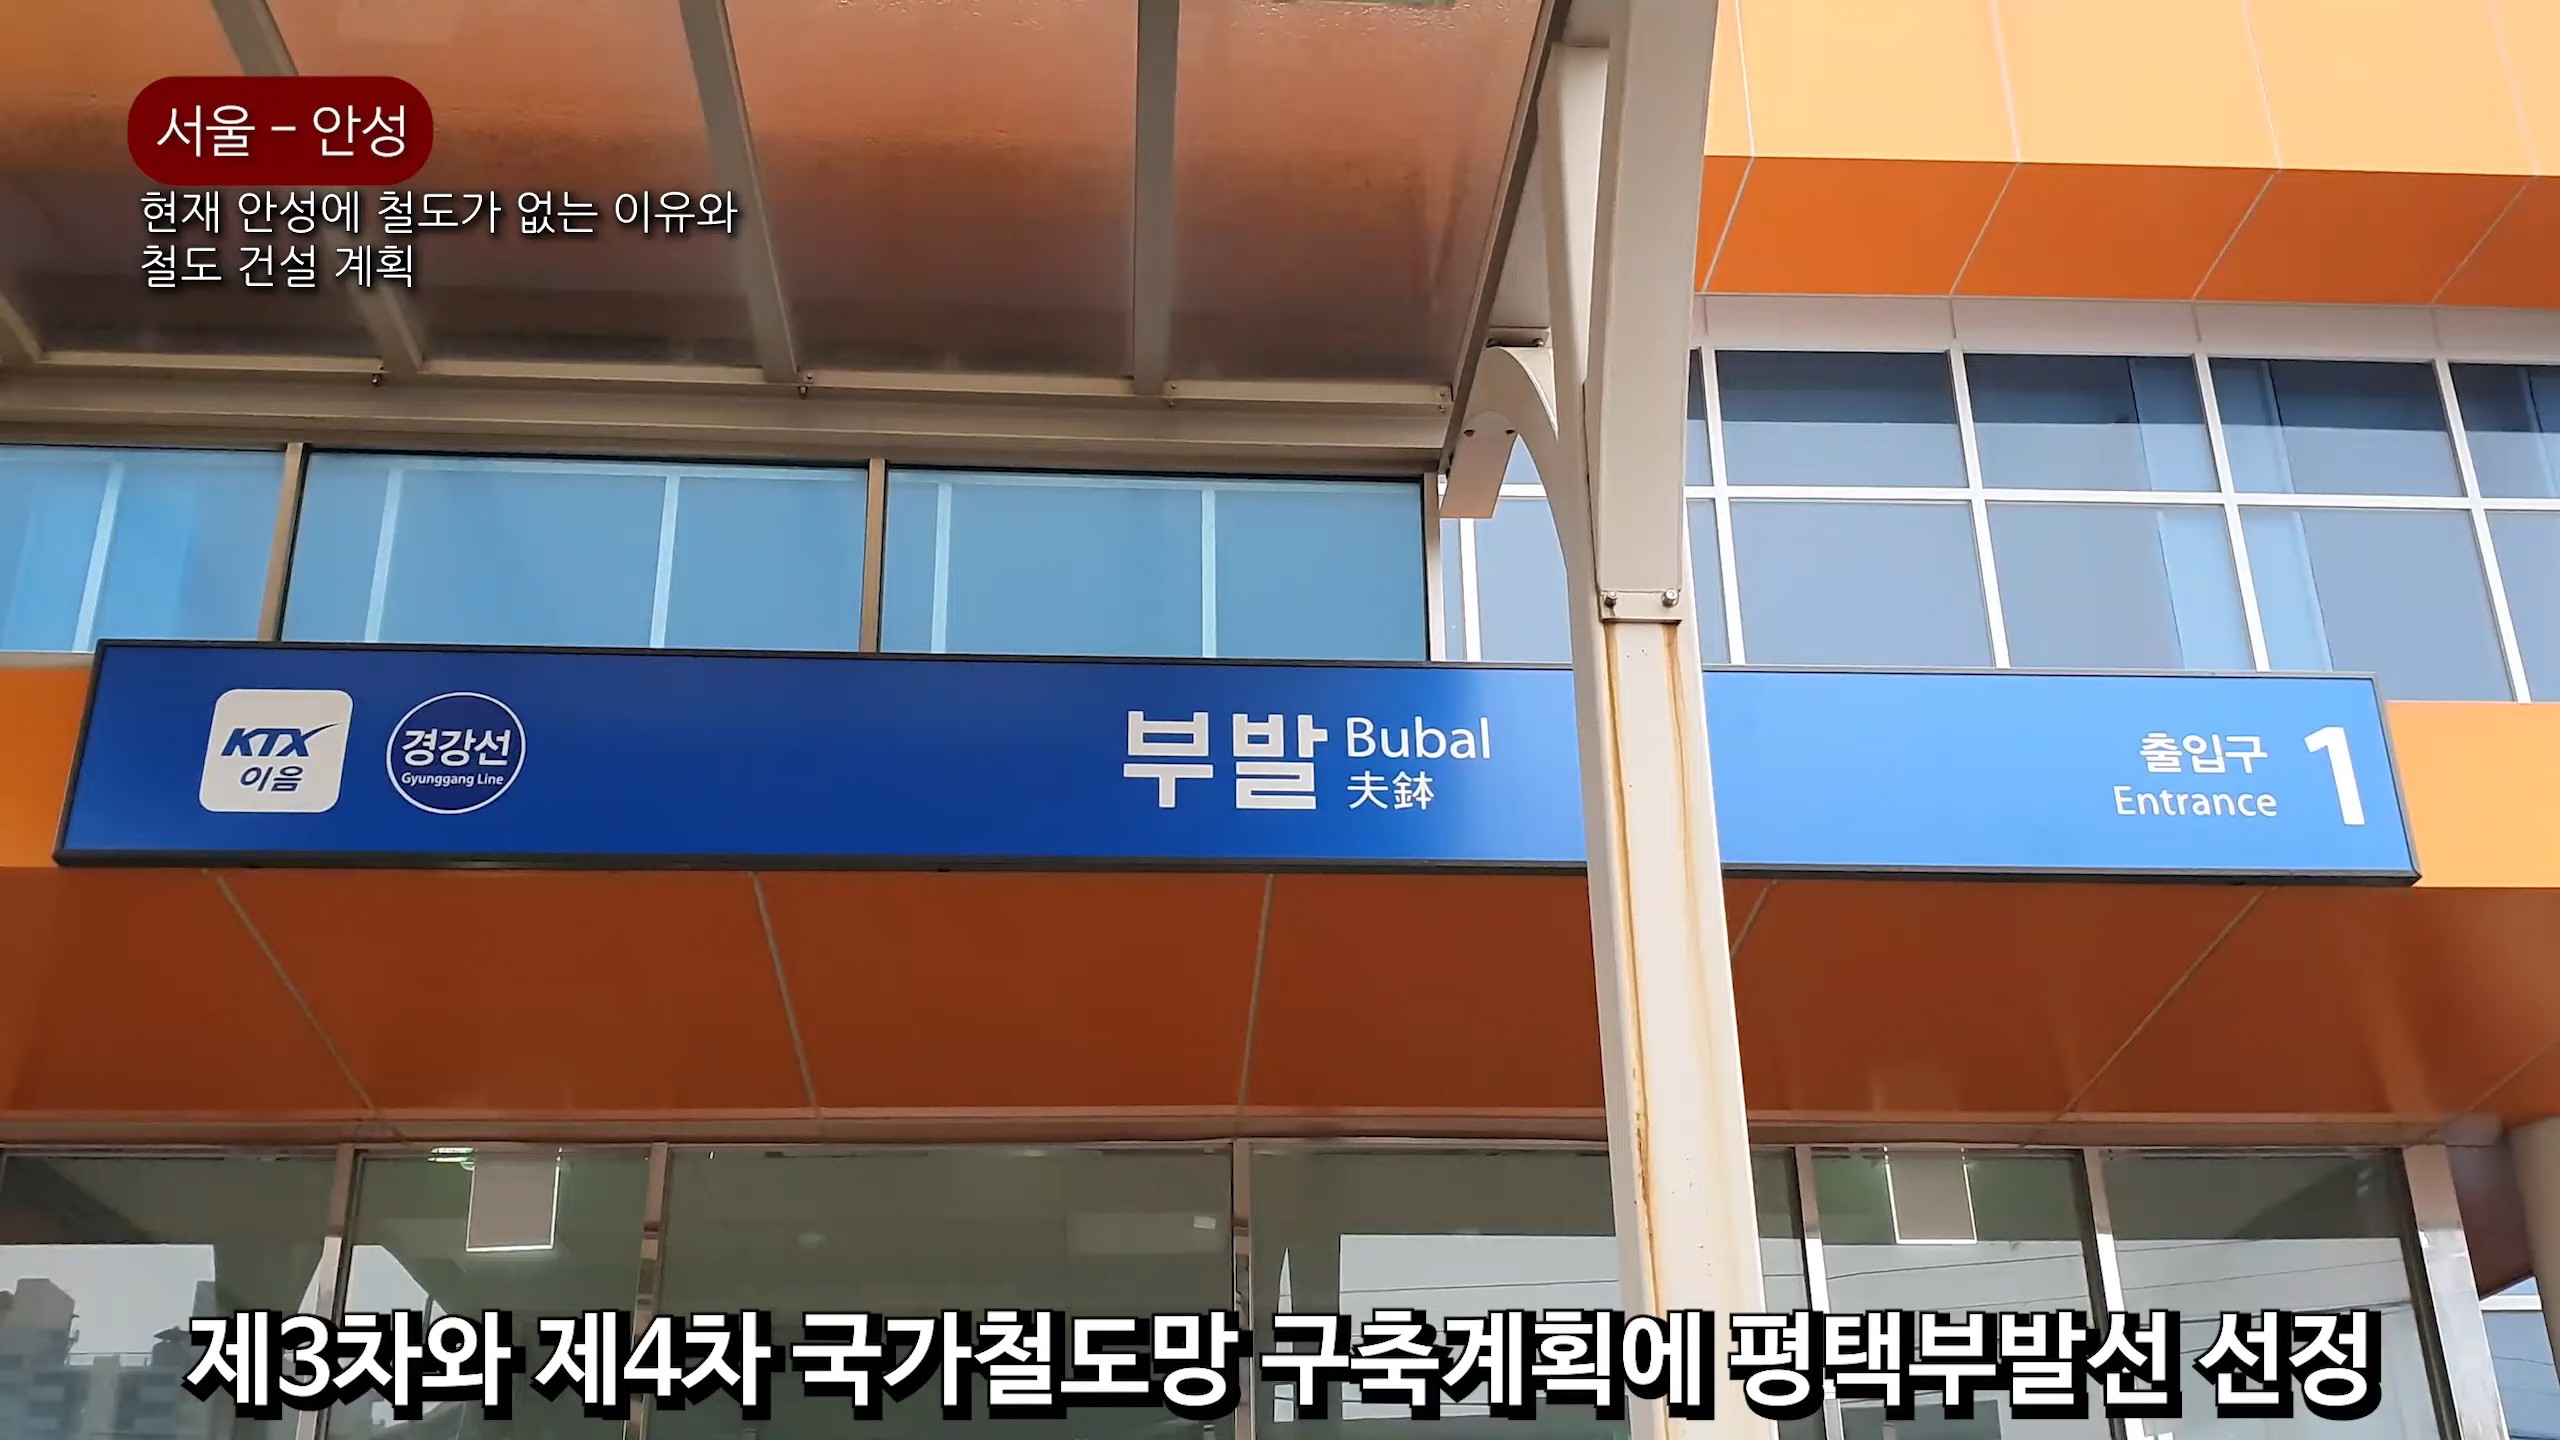 서울 - 안성
현재 안성에 철도가 없는 이유와
철도 건설 계획
KTX
이음
경강선
Gyunggang Line
부발
Bubal
夫鉢
출입구
Entrance
1
제3차와 제4차 국가철도망 구축계획에 평택부발선 선정